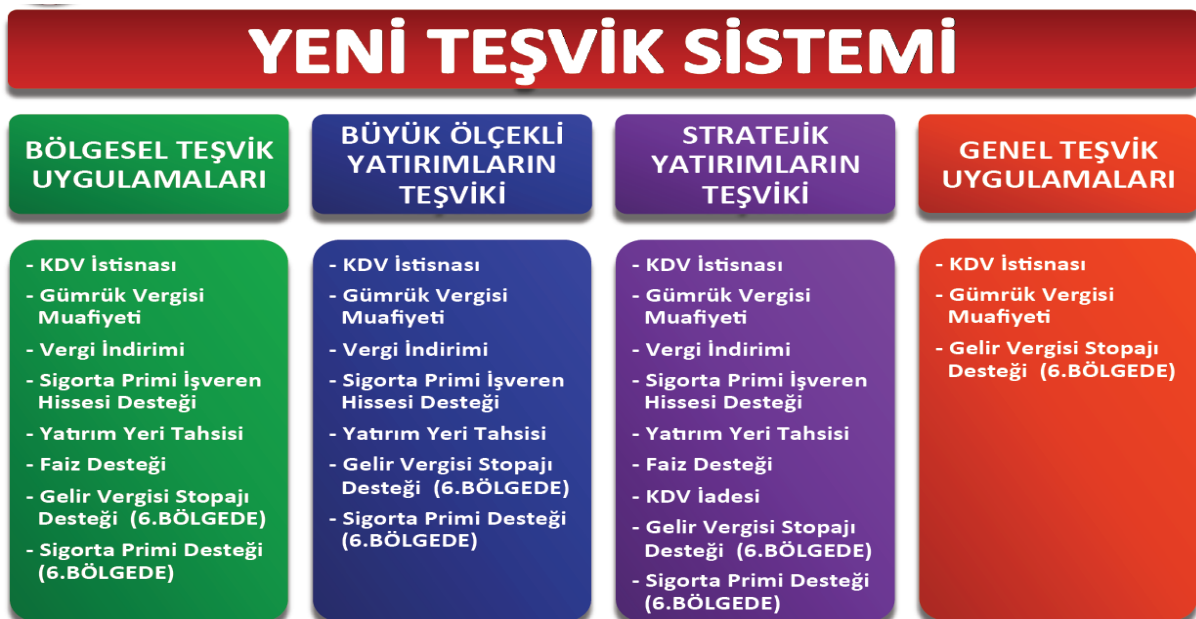 YENİ TEŞVİK SİSTEMİ
BÖLGESEL TEŞVİK
UYGULAMALARI
- KDV İstisnası
- Gümrük Vergisi
Muafiyeti
- Vergi İndirimi
- Sigorta Primi İşveren
Hissesi Desteği
- Yatırım Yeri Tahsisi
- Faiz Desteği
- Gelir Vergisi Stopajı
Desteği (6.BÖLGEDE)
- Sigorta Primi Desteği
(6.BÖLGEDE)
BÜYÜK ÖLÇEKLİ
YATIRIMLARIN
TEŞVİKİ
- KDV İstisnası
- Gümrük Vergisi
Muafiyeti
- Vergi İndirimi
- Sigorta Primi İşveren
Hissesi Desteği
- Yatırım Yeri Tahsisi
- Gelir Vergisi Stopajı
Desteği (6.BÖLGEDE)
- Sigorta Primi Desteği
(6.BÖLGEDE)
STRATEJİK
YATIRIMLARIN
TEŞVİKİ
- KDV İstisnası
- Gümrük Vergisi
Muafiyeti
- Vergi İndirimi
- Sigorta Primi İşveren
Hissesi Desteği
- Yatırım Yeri Tahsisi
- Faiz Desteği
- KDV İadesi
- Gelir Vergisi Stopajı
Desteği (6.BÖLGEDE)
- Sigorta Primi Desteği
(6.BÖLGEDE)
GENEL TEŞVİK
UYGULAMALARI
- KDV İstisnası
- Gümrük Vergisi
Muafiyeti
- Gelir Vergisi Stopajı
Desteği (6.BÖLGEDE)